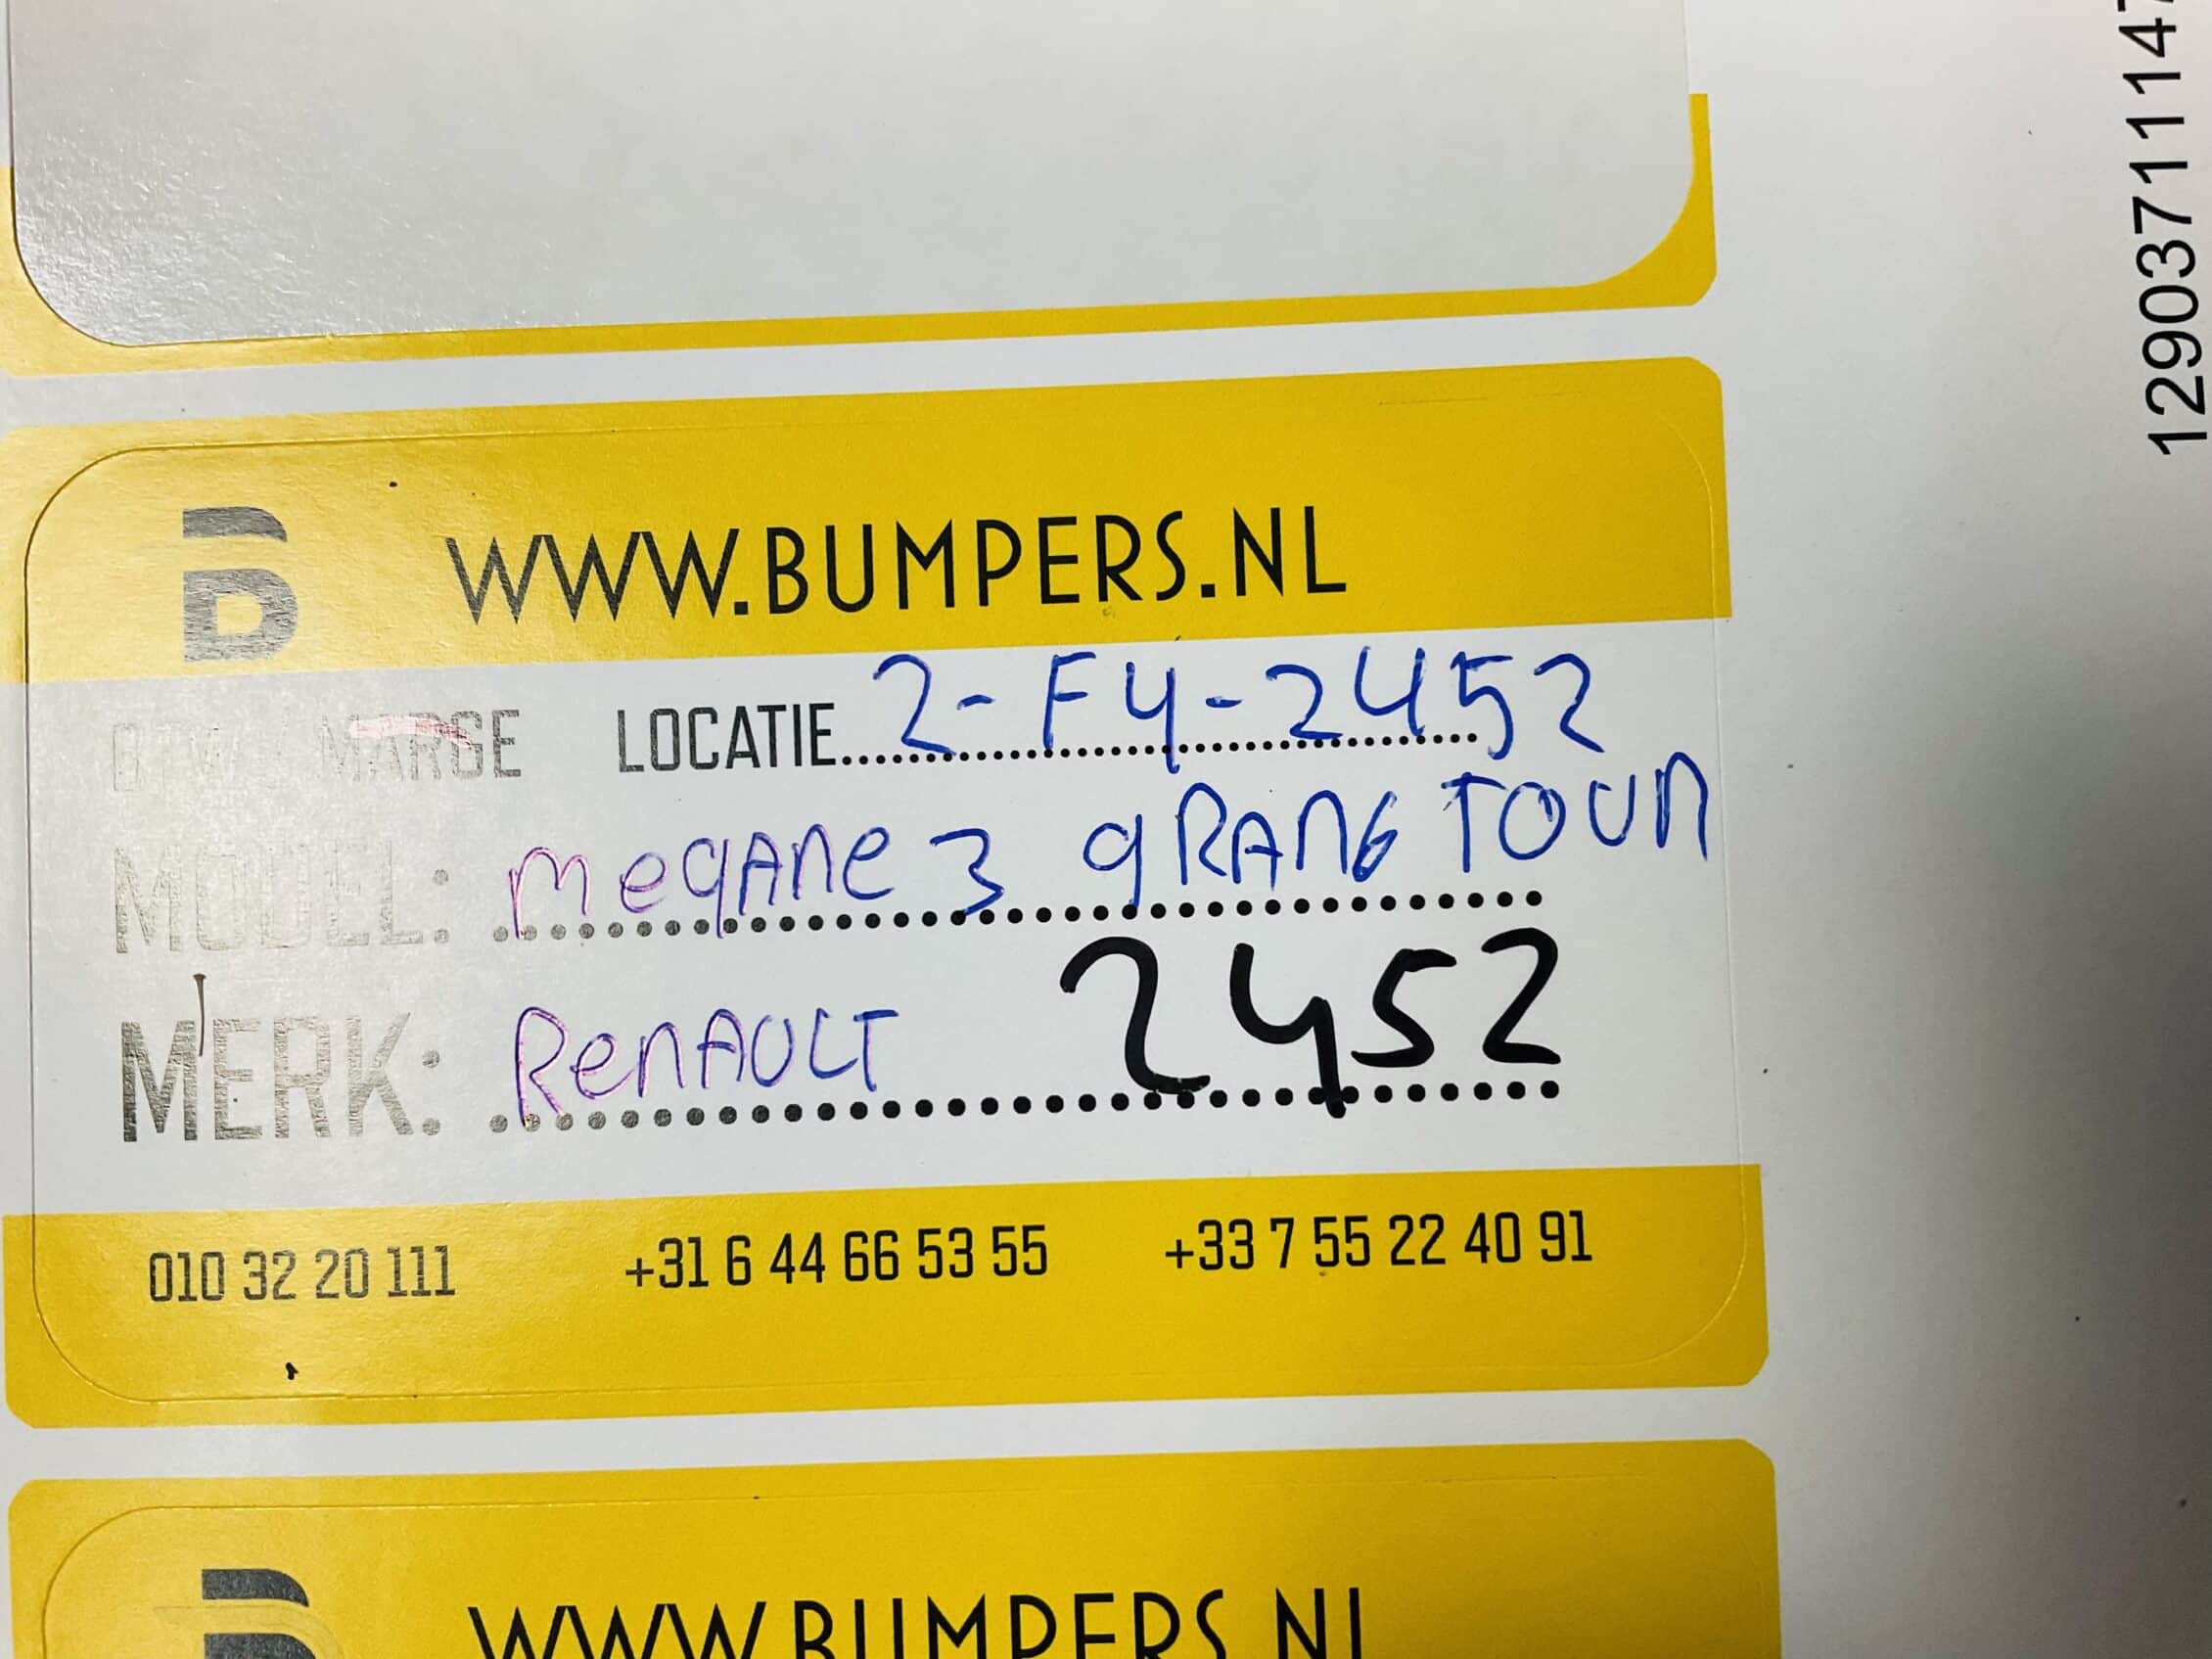 WWW.BUMPERS.NL
BTW MARGE LOCATIE 2-F4-2452
MODEL: megAne 3 gRANG TOUR
MERK: RenAULT 2452
010 32 20 111 +31 6 44 66 53 55 +33 7 55 22 40 91
WWW.BUMPERS.NL